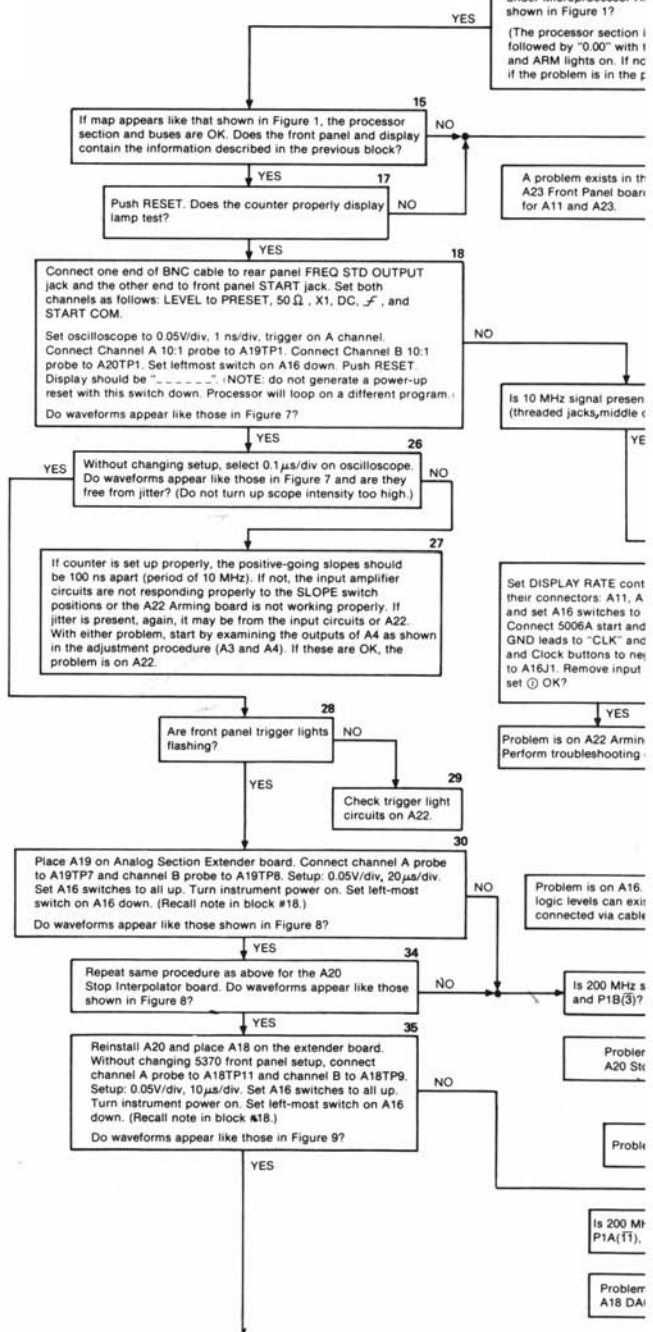 shown in Figure 1?
YES
(The processor section i
followed by "0.00" with
and ARM lights on. If no
if the problem is in the p
15
If map appears like that shown in Figure 1, the processor
section and buses are OK. Does the front panel and display
contain the information described in the previous block?
NO
YES
17
Push RESET. Does the counter properly display
lamp test?
NO
A problem exists in th
A23 Front Panel boar
for A11 and A23.
YES
18
Connect one end of BNC cable to rear panel FREQ STD OUTPUT
jack and the other end to front panel START jack. Set both
channels as follows: LEVEL to PRESET, 50 Ω , X1, DC, ⨍ , and
START COM.
Set oscilloscope to 0.05V/div, 1 ns/div, trigger on A channel.
Connect Channel A 10:1 probe to A19TP1. Connect Channel B 10:1
probe to A20TP1. Set leftmost switch on A16 down. Push RESET.
Display should be "_ _ _ _ _ _". (NOTE: do not generate a power-up
reset with this switch down. Processor will loop on a different program.)
Do waveforms appear like those in Figure 7?
NO
Is 10 MHz signal presen
(threaded jacks, middle
YE
YES
26
Without changing setup, select 0.1 µs/div on oscilloscope.
Do waveforms appear like those in Figure 7 and are they
free from jitter? (Do not turn up scope intensity too high.)
YES
NO
27
If counter is set up properly, the positive-going slopes should
be 100 ns apart (period of 10 MHz). If not, the input amplifier
circuits are not responding properly to the SLOPE switch
positions or the A22 Arming board is not working properly. If
jitter is present, again, it may be from the input circuits or A22.
With either problem, start by examining the outputs of A4 as shown
in the adjustment procedure (A3 and A4). If these are OK, the
problem is on A22.
Set DISPLAY RATE cont
their connectors: A11, A
and set A16 switches to
Connect 5006A start and
GND leads to "CLK" and
and Clock buttons to ne
to A16J1. Remove input
set ① OK?
YES
Problem is on A22 Armin
Perform troubleshooting
28
Are front panel trigger lights
flashing?
NO
YES
29
Check trigger light
circuits on A22.
30
Place A19 on Analog Section Extender board. Connect channel A probe
to A19TP7 and channel B probe to A19TP8. Setup: 0.05V/div, 20µs/div.
Set A16 switches to all up. Turn instrument power on. Set left-most
switch on A16 down. (Recall note in block #18.)
Do waveforms appear like those shown in Figure 8?
NO
Problem is on A16.
logic levels can exi
connected via cable
YES
34
Repeat same procedure as above for the A20
Stop Interpolator board. Do waveforms appear like those
shown in Figure 8?
NO
Is 200 MHz s
and P1B(3̅)?
YES
35
Reinstall A20 and place A18 on the extender board.
Without changing 5370 front panel setup, connect
channel A probe to A18TP11 and channel B to A18TP9.
Setup: 0.05V/div, 10µs/div. Set A16 switches to all up.
Turn instrument power on. Set left-most switch on A16
down. (Recall note in block #18.)
Do waveforms appear like those in Figure 9?
NO
Probler
A20 Sto
Proble
YES
Is 200 MH
P1A(1̅1̅),
Problem
A18 DA